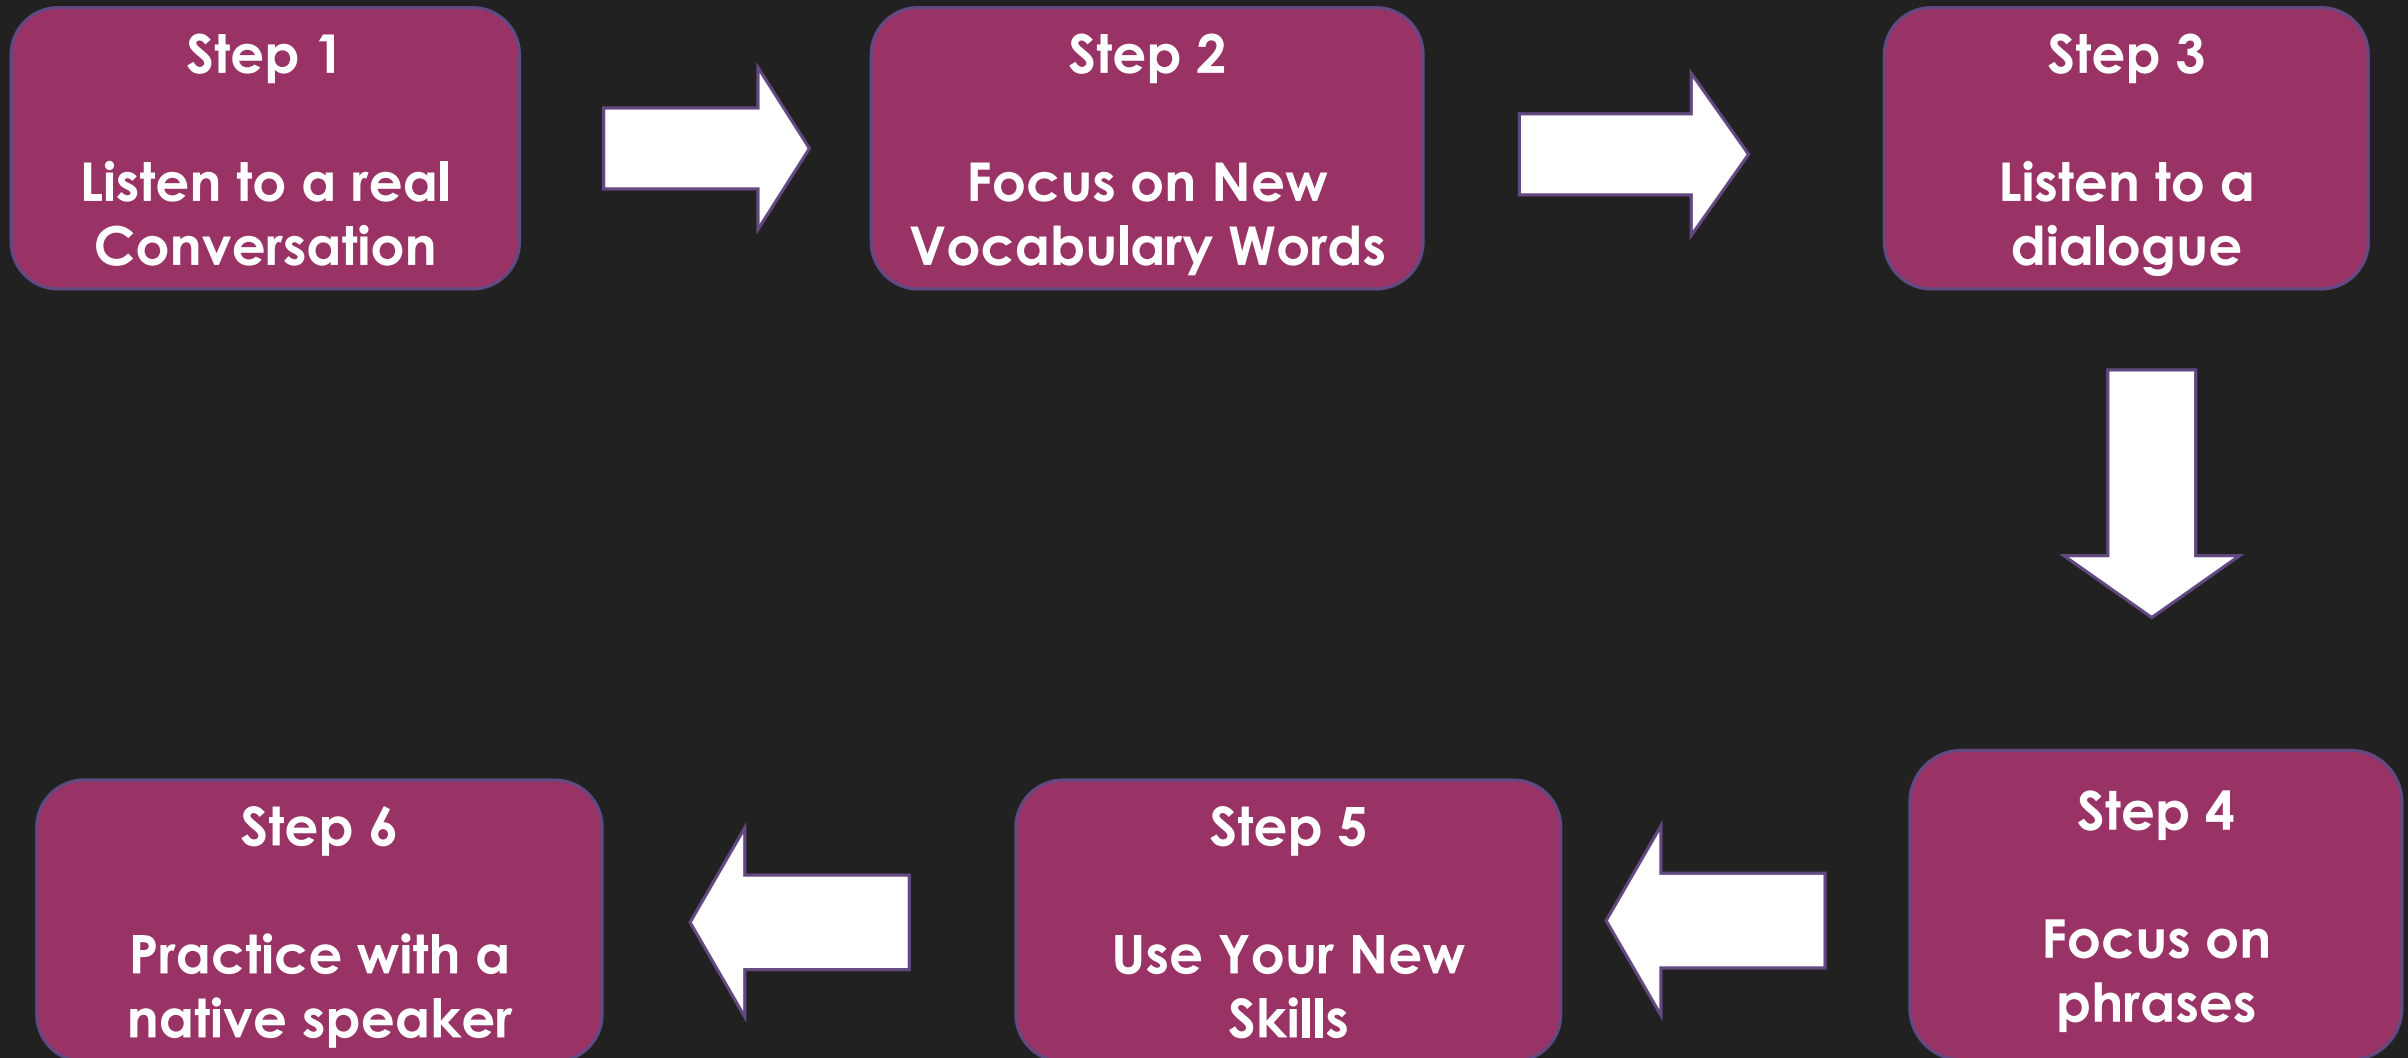 Step 1
Listen to a real
Conversation
Step 2
Focus on New
Vocabulary Words
Step 3
Listen to a
dialogue
Step 4
Focus on
phrases
Step 5
Use Your New
Skills
Step 6
Practice with a
native speaker